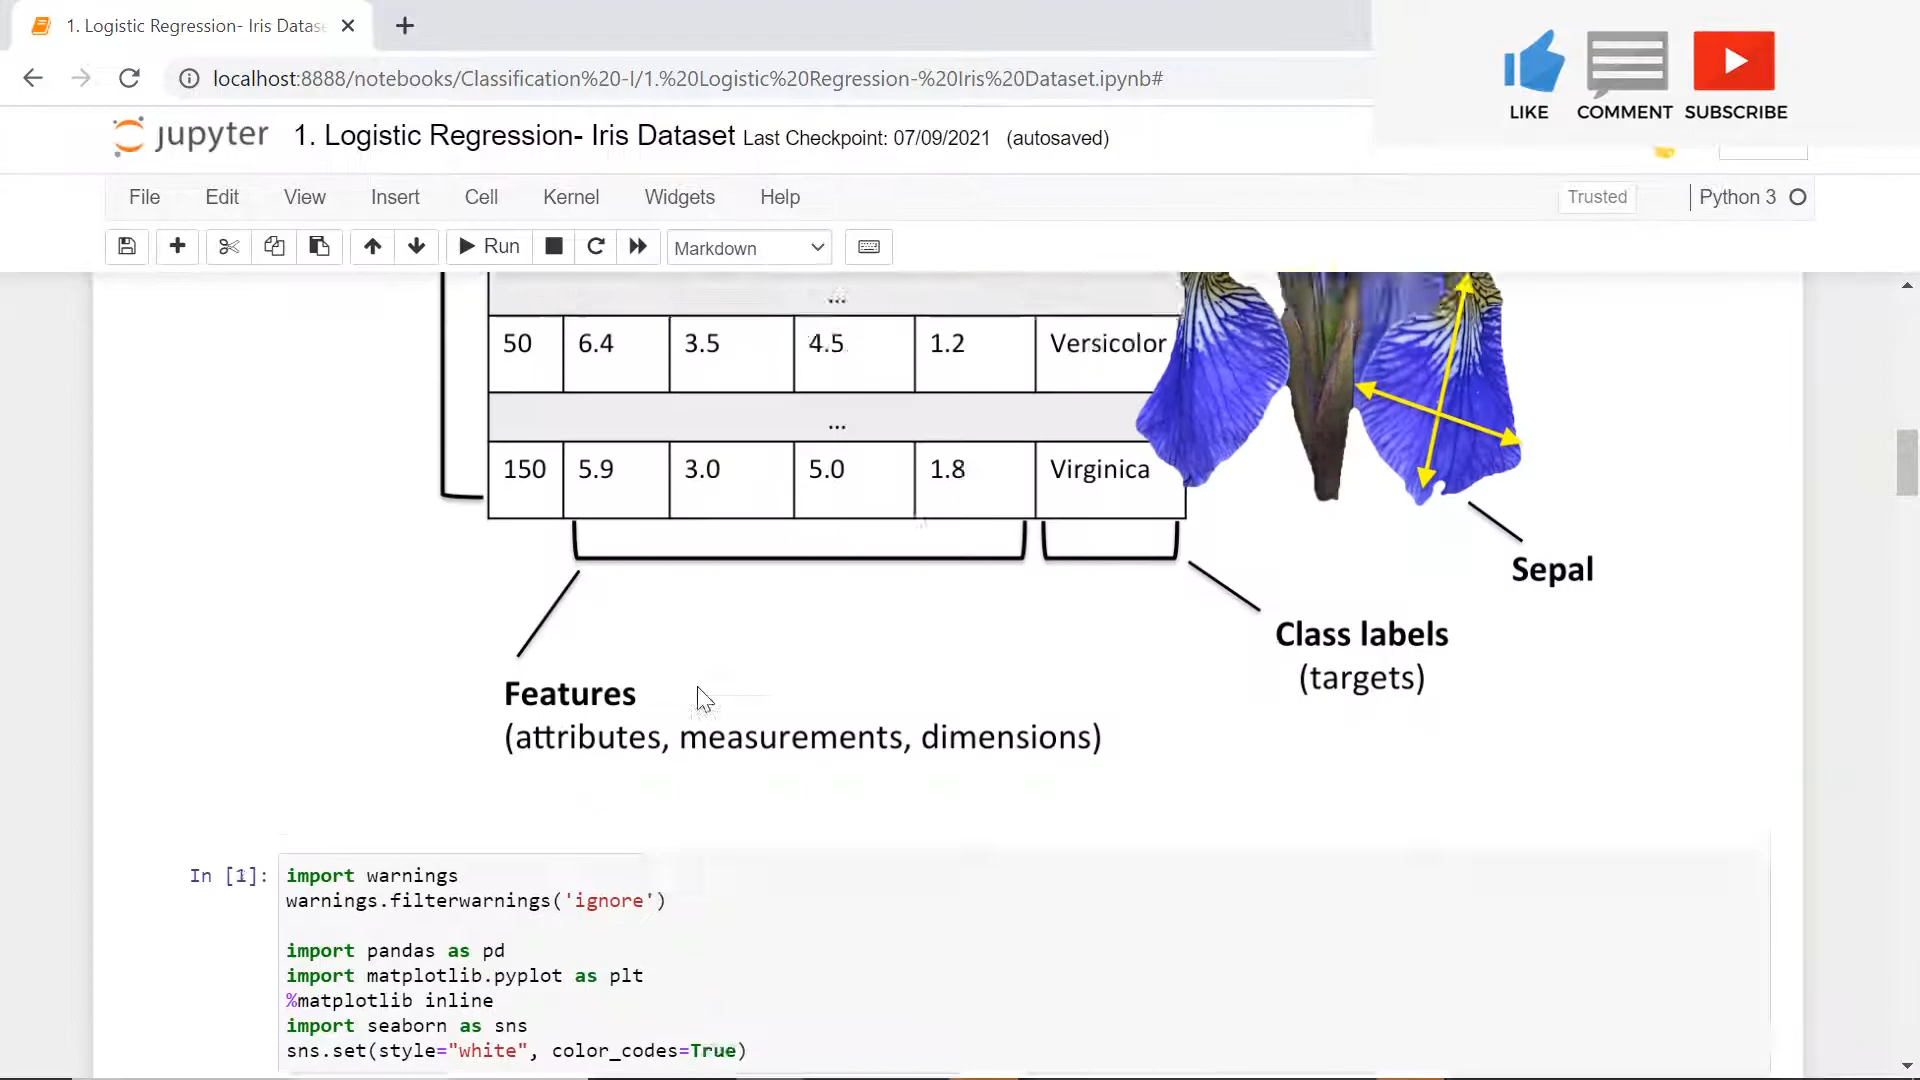 1. Logistic Regression- Iris Datase
localhost:8888/notebooks/Classification%20-I/1.%20Logistic%20Regression-%20Iris%20Dataset.ipynb#
LIKE COMMENT SUBSCRIBE
jupyter 1. Logistic Regression- Iris Dataset Last Checkpoint: 07/09/2021 (autosaved)
File Edit View Insert Cell Kernel Widgets Help Trusted Python 3
Run Markdown
...
50 6.4 3.5 4.5 1.2 Versicolor
...
150 5.9 3.0 5.0 1.8 Virginica
Sepal
Class labels
(targets)
Features
(attributes, measurements, dimensions)
In [1]: import warnings
warnings.filterwarnings('ignore')
import pandas as pd
import matplotlib.pyplot as plt
%matplotlib inline
import seaborn as sns
sns.set(style="white", color_codes=True)